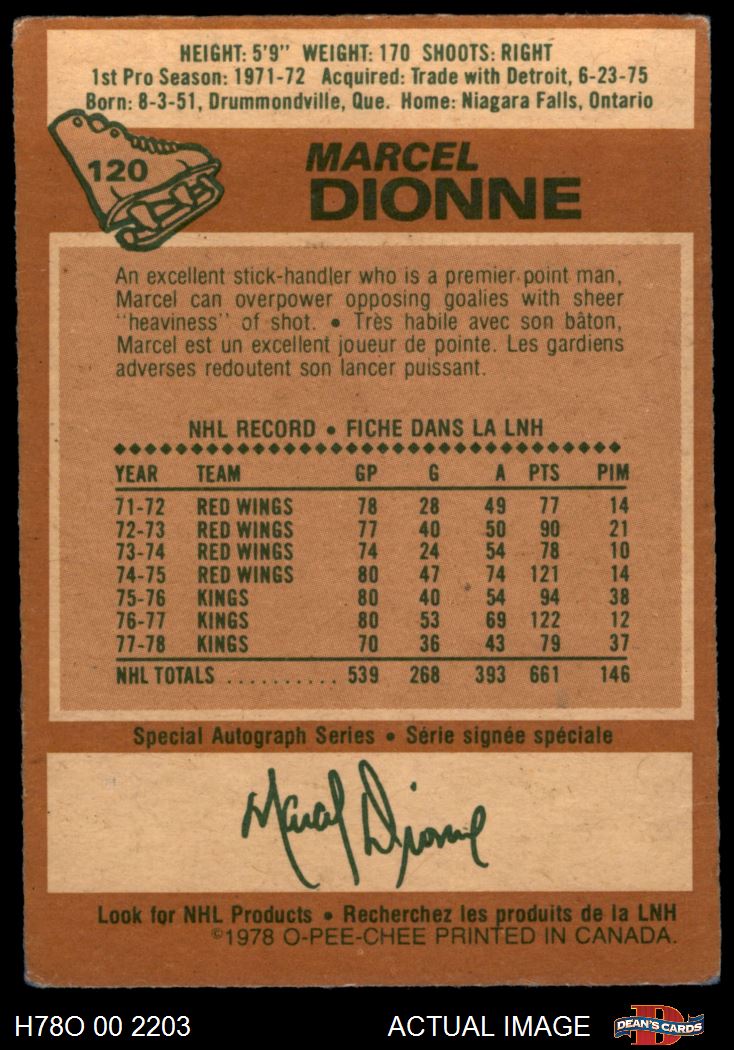 HEIGHT: 5'9" WEIGHT: 170 SHOOTS: RIGHT
1st Pro Season: 1971-72 Acquired: Trade with Detroit, 6-23-75
Born: 8-3-51, Drummondville, Que. Home: Niagara Falls, Ontario
120
MARCEL
DIONNE
An excellent stick-handler who is a premier point man,
Marcel can overpower opposing goalies with sheer
"heaviness" of shot. • Très habile avec son bâton,
Marcel est un excellent joueur de pointe. Les gardiens
adverses redoutent son lancer puissant.
NHL RECORD • FICHE DANS LA LNH
YEAR TEAM GP G A PTS PIM
71-72 RED WINGS 78 28 49 77 14
72-73 RED WINGS 77 40 50 90 21
73-74 RED WINGS 74 24 54 78 10
74-75 RED WINGS 80 47 74 121 14
75-76 KINGS 80 40 54 94 38
76-77 KINGS 80 53 69 122 12
77-78 KINGS 70 36 43 79 37
NHL TOTALS .......... 539 268 393 661 146
Special Autograph Series • Série signée spéciale
Marcel Dionne
Look for NHL Products • Recherchez les produits de la LNH
©1978 O-PEE-CHEE PRINTED IN CANADA.
H78O 00 2203 ACTUAL IMAGE D DEAN'S CARDS